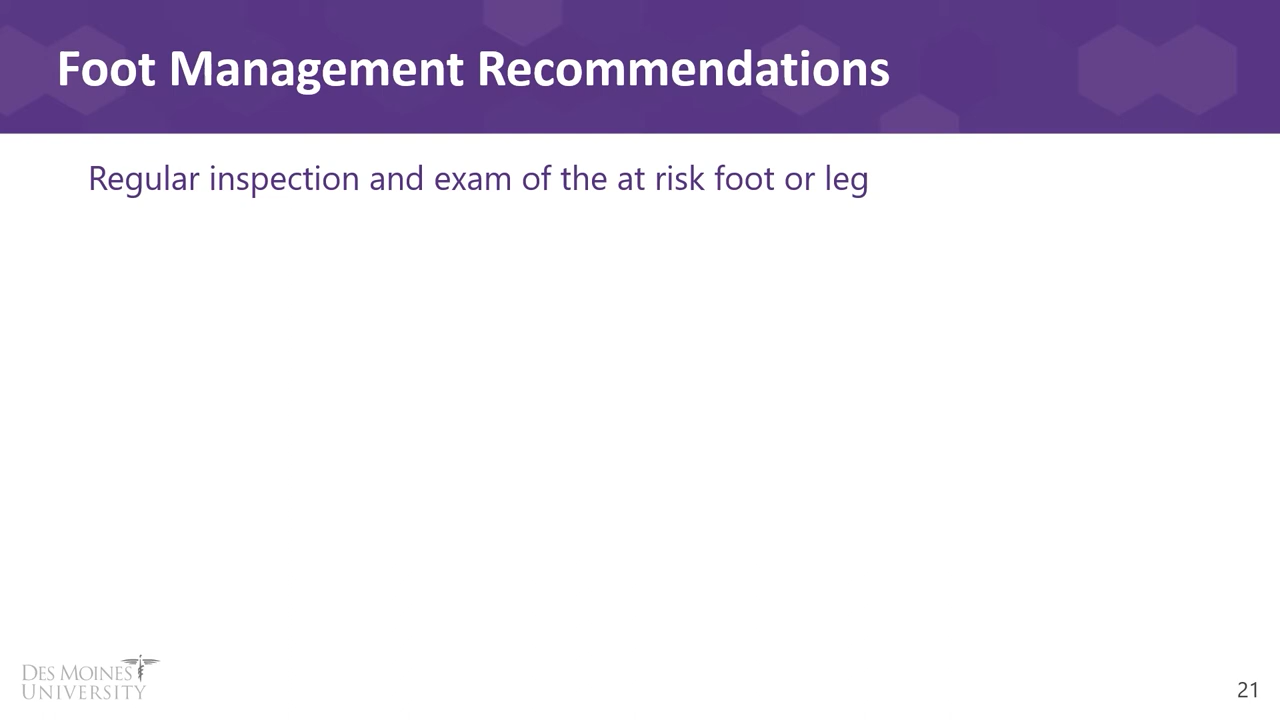 Foot Management Recommendations
Regular inspection and exam of the at risk foot or leg
DES MOINES
UNIVERSITY
21